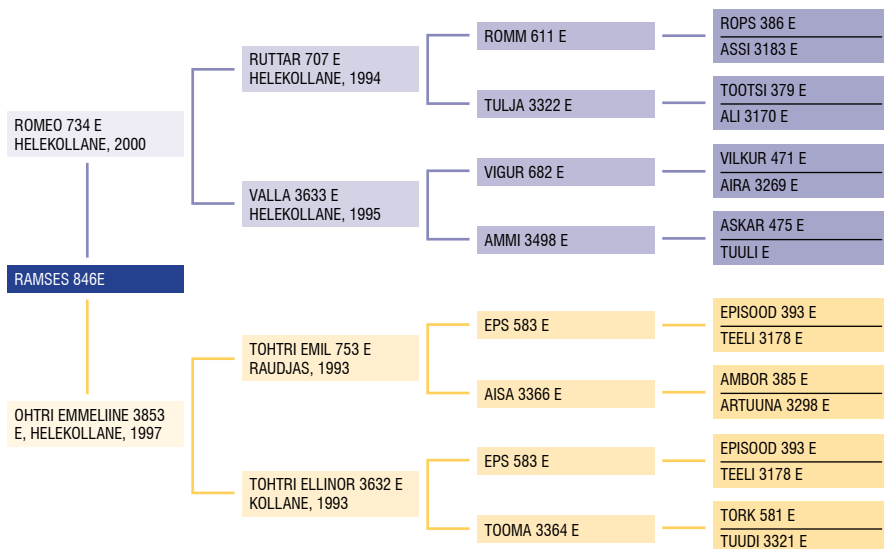 ROMEO 734 E
HELEKOLLANE, 2000
RAMSES 846E
OHTRI EMMELIINE 3853
E, HELEKOLLANE, 1997
RUTTAR 707 E
HELEKOLLANE, 1994
VALLA 3633 E
HELEKOLLANE, 1995
TOHTRI EMIL 753 E
RAUDJAS, 1993
TOHTRI ELLINOR 3632 E
KOLLANE, 1993
ROMM 611 E
TULJA 3322 E
VIGUR 682 E
AMMI 3498 E
EPS 583 E
AISA 3366 E
EPS 583 E
TOOMA 3364 E
ROPS 386 E
ASSI 3183 E
TOOTSI 379 E
ALI 3170 E
VILKUR 471 E
AIRA 3269 E
ASKAR 475 E
TUULI E
EPISOOD 393 E
TEELI 3178 E
AMBOR 385 E
ARTUUNA 3298 E
EPISOOD 393 E
TEELI 3178 E
TORK 581 E
TUUDI 3321 E